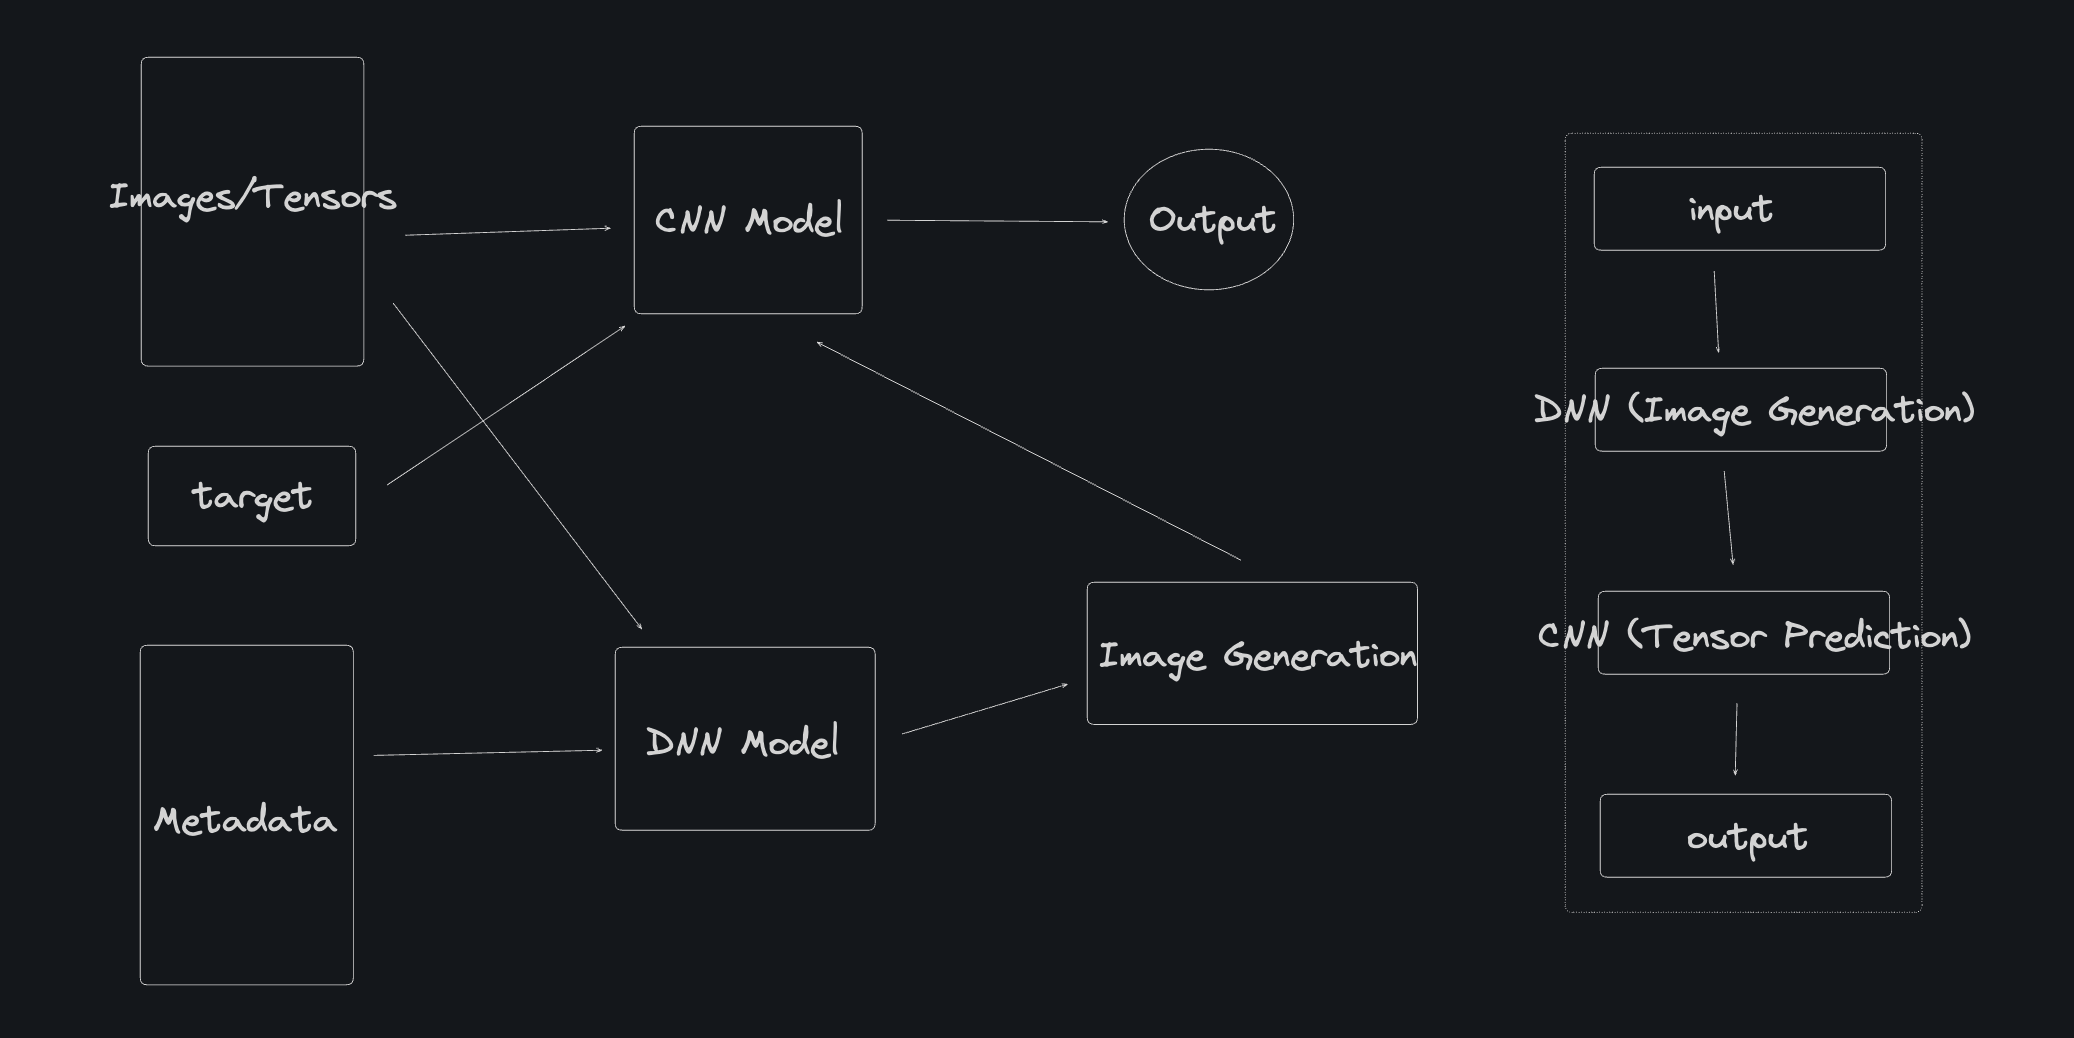 Images/Tensors
CNN Model
Output
target
Metadata
DNN Model
Image Generation
input
DNN (Image Generation)
CNN (Tensor Prediction)
output